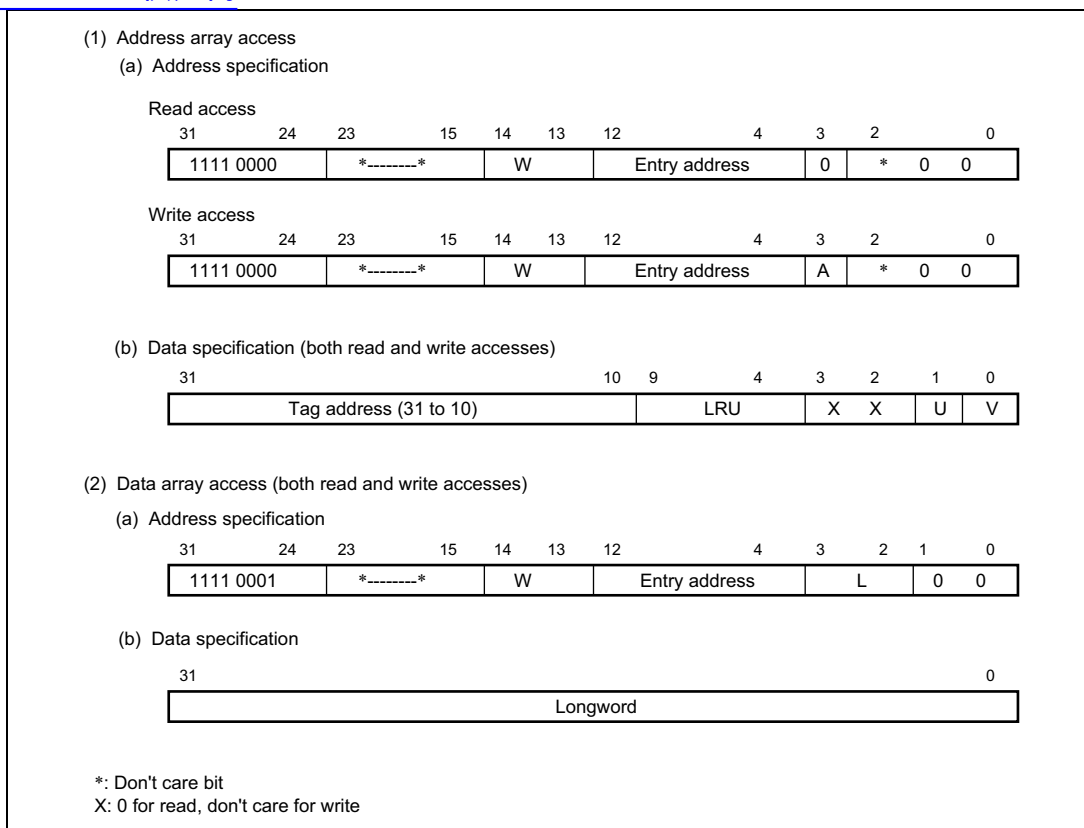 (1) Address array access
(a) Address specification
Read access
31 24 23 15 14 13 12 4 3 2 0
1111 0000 *--------* W Entry address 0 * 0 0
Write access
31 24 23 15 14 13 12 4 3 2 0
1111 0000 *--------* W Entry address A * 0 0
(b) Data specification (both read and write accesses)
31 10 9 4 3 2 1 0
Tag address (31 to 10) LRU X X U V
(2) Data array access (both read and write accesses)
(a) Address specification
31 24 23 15 14 13 12 4 3 2 1 0
1111 0001 *--------* W Entry address L 0 0
(b) Data specification
31 0
Longword
*: Don't care bit
X: 0 for read, don't care for write